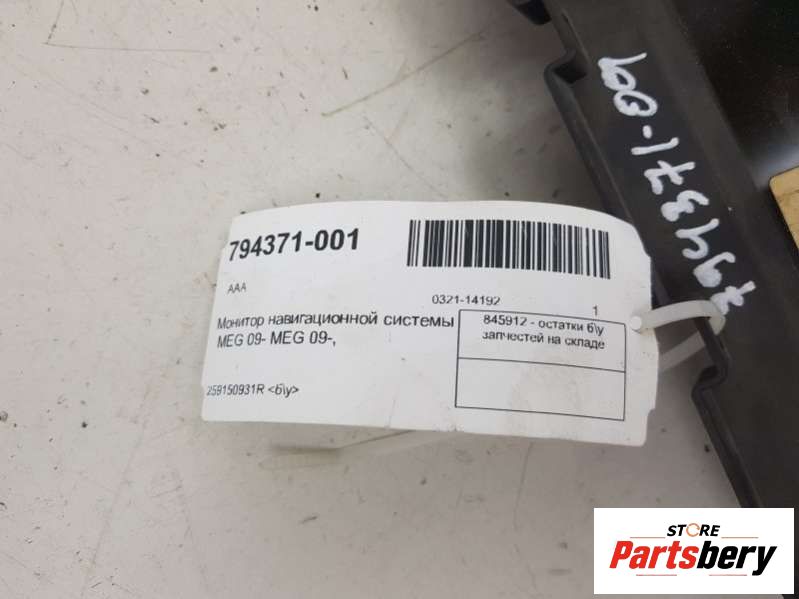 794371-001
AAA
0321-14192 1
Монитор навигационной системы
MEG 09- MEG 09-,
845912 - остатки б\у
запчестей на складе
259150931R <б\у>
794371-001
STORE
Partsbery